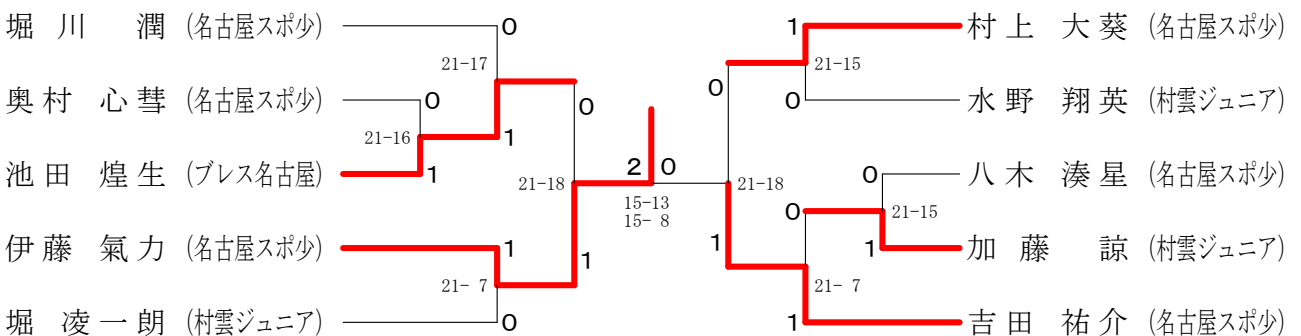 堀川 潤 (名古屋スポ少)
0
21-17
奥村 心彗 (名古屋スポ少)
0
0
21-16
1
池田 煌生 (ブレス名古屋)
1
21-18
伊藤 氣力 (名古屋スポ少)
1
1
21- 7
堀 凌一朗 (村雲ジュニア)
0
2 0
15-13
15- 8
1
村上 大葵 (名古屋スポ少)
21-15
0
0
水野 翔英 (村雲ジュニア)
0
八木 湊星 (名古屋スポ少)
21-18
0
21-15
1
1
加藤 諒 (村雲ジュニア)
21- 7
1
吉田 祐介 (名古屋スポ少)